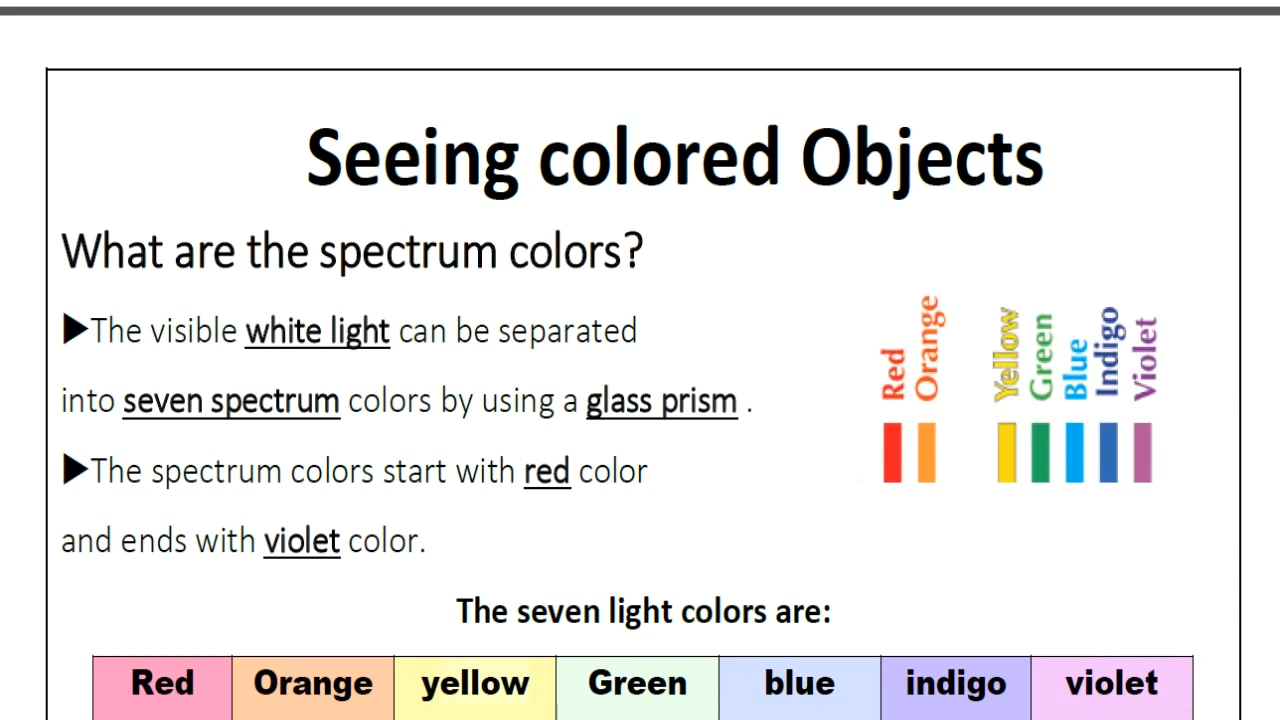 Seeing colored Objects
What are the spectrum colors?
▶The visible white light can be separated
into seven spectrum colors by using a glass prism .
▶The spectrum colors start with red color
and ends with violet color.
Red Orange Yellow Green Blue Indigo Violet
The seven light colors are:
Red Orange yellow Green blue indigo violet